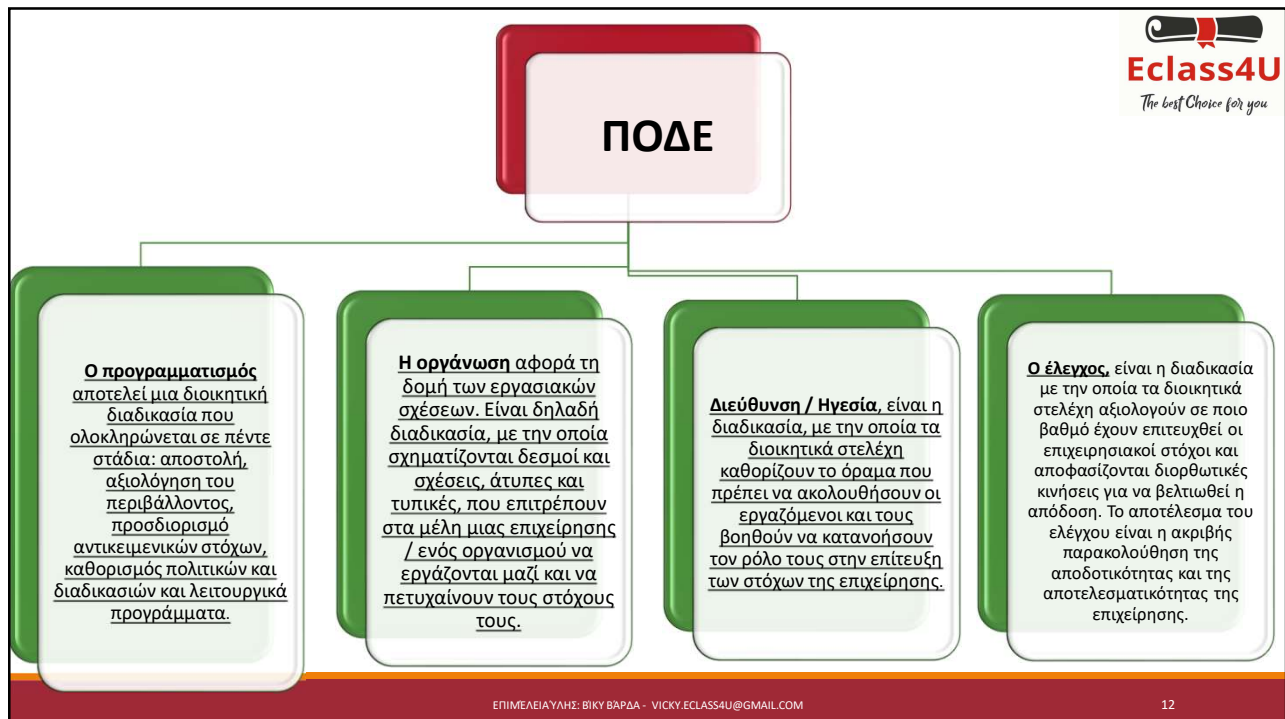 Eclass4U
The best Choice for you
ΠΟΔΕ
Ο προγραμματισμός
αποτελεί μια διοικητική
διαδικασία που
ολοκληρώνεται σε πέντε
στάδια: αποστολή,
αξιολόγηση του
περιβάλλοντος,
προσδιορισμό
αντικειμενικών στόχων,
καθορισμός πολιτικών και
διαδικασιών και λειτουργικά
προγράμματα.
Η οργάνωση αφορά τη
δομή των εργασιακών
σχέσεων. Είναι δηλαδή
διαδικασία, με την οποία
σχηματίζονται δεσμοί και
σχέσεις, άτυπες και
τυπικές, που επιτρέπουν
στα μέλη μιας επιχείρησης
/ ενός οργανισμού να
εργάζονται μαζί και να
πετυχαίνουν τους στόχους
τους.
Διεύθυνση / Ηγεσία, είναι η
διαδικασία, με την οποία τα
διοικητικά στελέχη
καθορίζουν το όραμα που
πρέπει να ακολουθήσουν οι
εργαζόμενοι και τους
βοηθούν να κατανοήσουν
τον ρόλο τους στην επίτευξη
των στόχων της επιχείρησης.
Ο έλεγχος, είναι η διαδικασία
με την οποία τα διοικητικά
στελέχη αξιολογούν σε ποιο
βαθμό έχουν επιτευχθεί οι
επιχειρησιακοί στόχοι και
αποφασίζονται διορθωτικές
κινήσεις για να βελτιωθεί η
απόδοση. Το αποτέλεσμα του
ελέγχου είναι η ακριβής
παρακολούθηση της
αποδοτικότητας και της
αποτελεσματικότητας της
επιχείρησης.
ΕΠΙΜΈΛΕΙΑ ΎΛΗΣ: ΒΊΚΥ ΒΆΡΔΑ - VICKY.ECLASS4U@GMAIL.COM
12